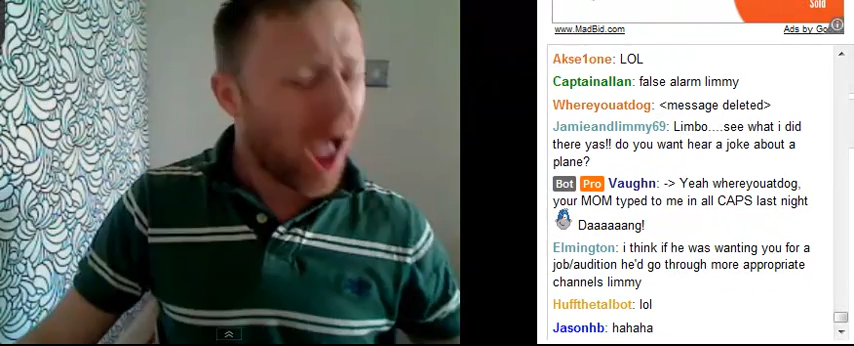 Sold
www.MadBid.com
Ads by Goo
Akse1one: LOL
Captainallan: false alarm limmy
Whereyouatdog: <message deleted>
Jamieandlimmy69: Limbo....see what i did
there yas!! do you want hear a joke about a
plane?
Bot Pro Vaughn: -> Yeah whereyouatdog,
your MOM typed to me in all CAPS last night
Daaaaaang!
Elmington: i think if he was wanting you for a
job/audition he'd go through more appropriate
channels limmy
Huffthetalbot: lol
Jasonhb: hahaha